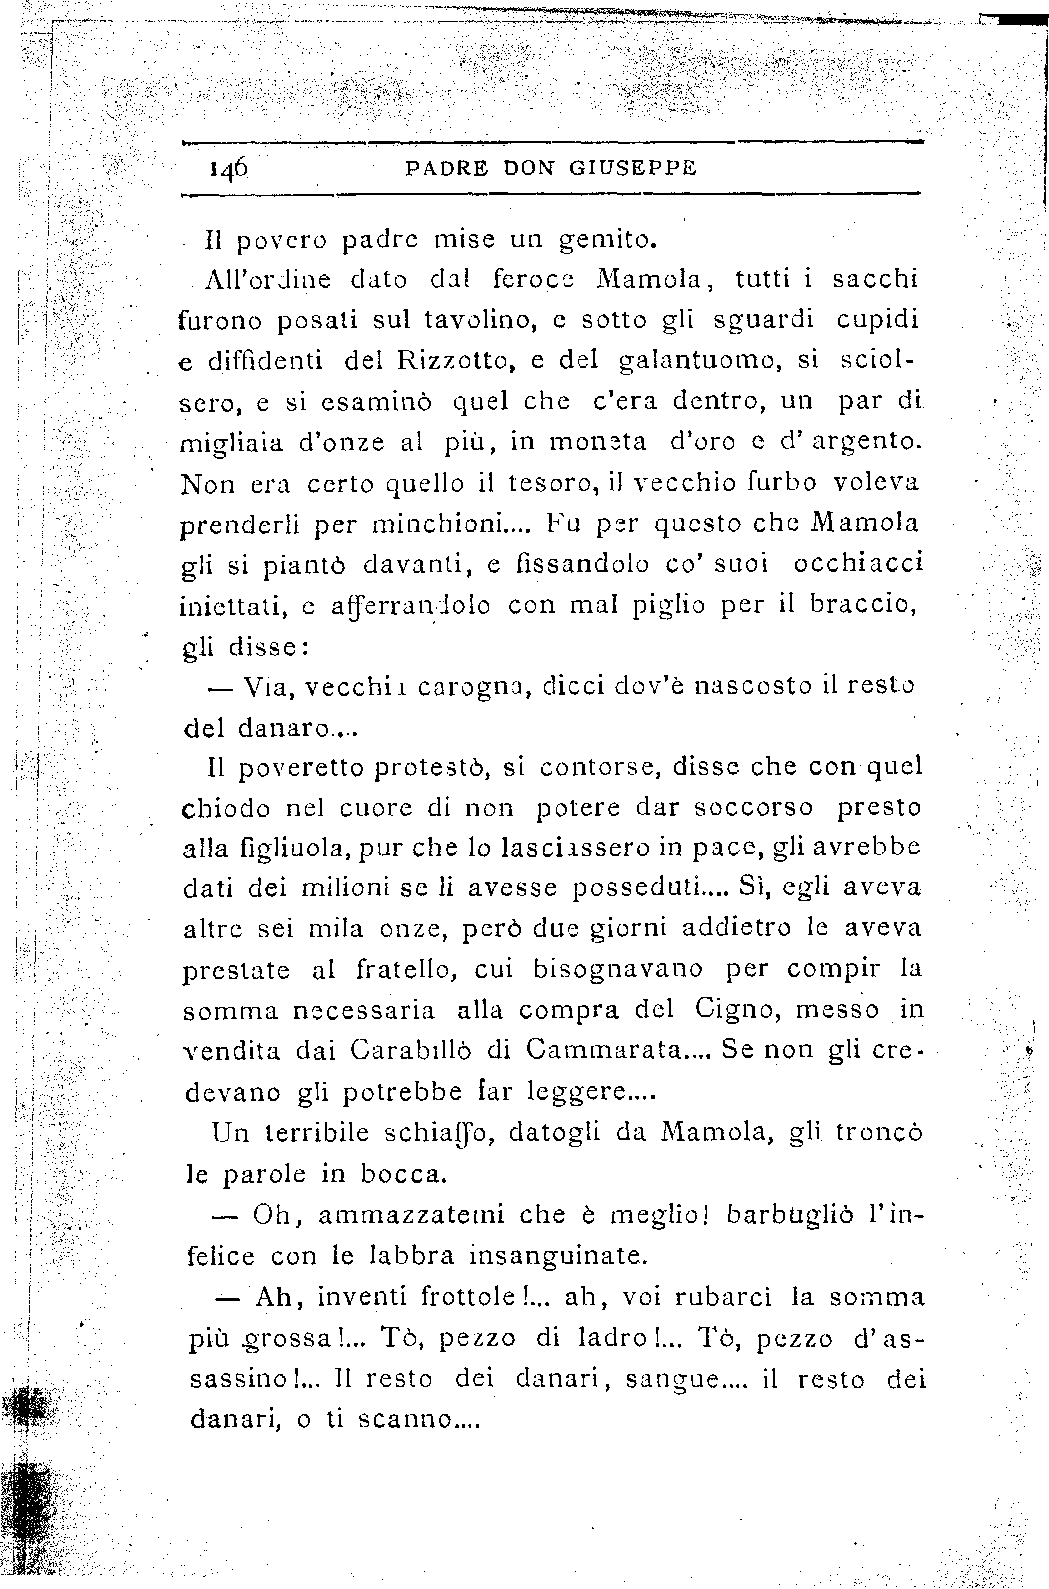 146 PADRE DON GIUSEPPE
Il povero padre mise un gemito.
All'ordine dato dal feroce Mamola, tutti i sacchi
furono posati sul tavolino, e sotto gli sguardi cupidi
e diffidenti del Rizzotto, e del galantuomo, si sciol-
sero, e si esaminò quel che c'era dentro, un par di
migliaia d'onze al più, in moneta d'oro e d' argento.
Non era certo quello il tesoro, il vecchio furbo voleva
prenderli per minchioni.... Fu per questo che Mamola
gli si piantò davanti, e fissandolo co' suoi occhiacci
iniettati, e afferrandolo con mal piglio per il braccio,
gli disse:
— Via, vecchia carogna, dicci dov'è nascosto il resto
del danaro....
Il poveretto protestò, si contorse, disse che con quel
chiodo nel cuore di non potere dar soccorso presto
alla figliuola, pur che lo lasciassero in pace, gli avrebbe
dati dei milioni se li avesse posseduti.... Sì, egli aveva
altre sei mila onze, però due giorni addietro le aveva
prestate al fratello, cui bisognavano per compir la
somma necessaria alla compra del Cigno, messo in
vendita dai Carabillò di Cammarata.... Se non gli cre-
devano gli potrebbe far leggere....
Un terribile schiaffo, datogli da Mamola, gli troncò
le parole in bocca.
— Oh, ammazzatemi che è meglio! barbugliò l'in-
felice con le labbra insanguinate.
— Ah, inventi frottole!... ah, voi rubarci la somma
più grossa!... Tò, pezzo di ladro!... Tò, pezzo d' as-
sassino!... Il resto dei danari, sangue.... il resto dei
danari, o ti scanno....